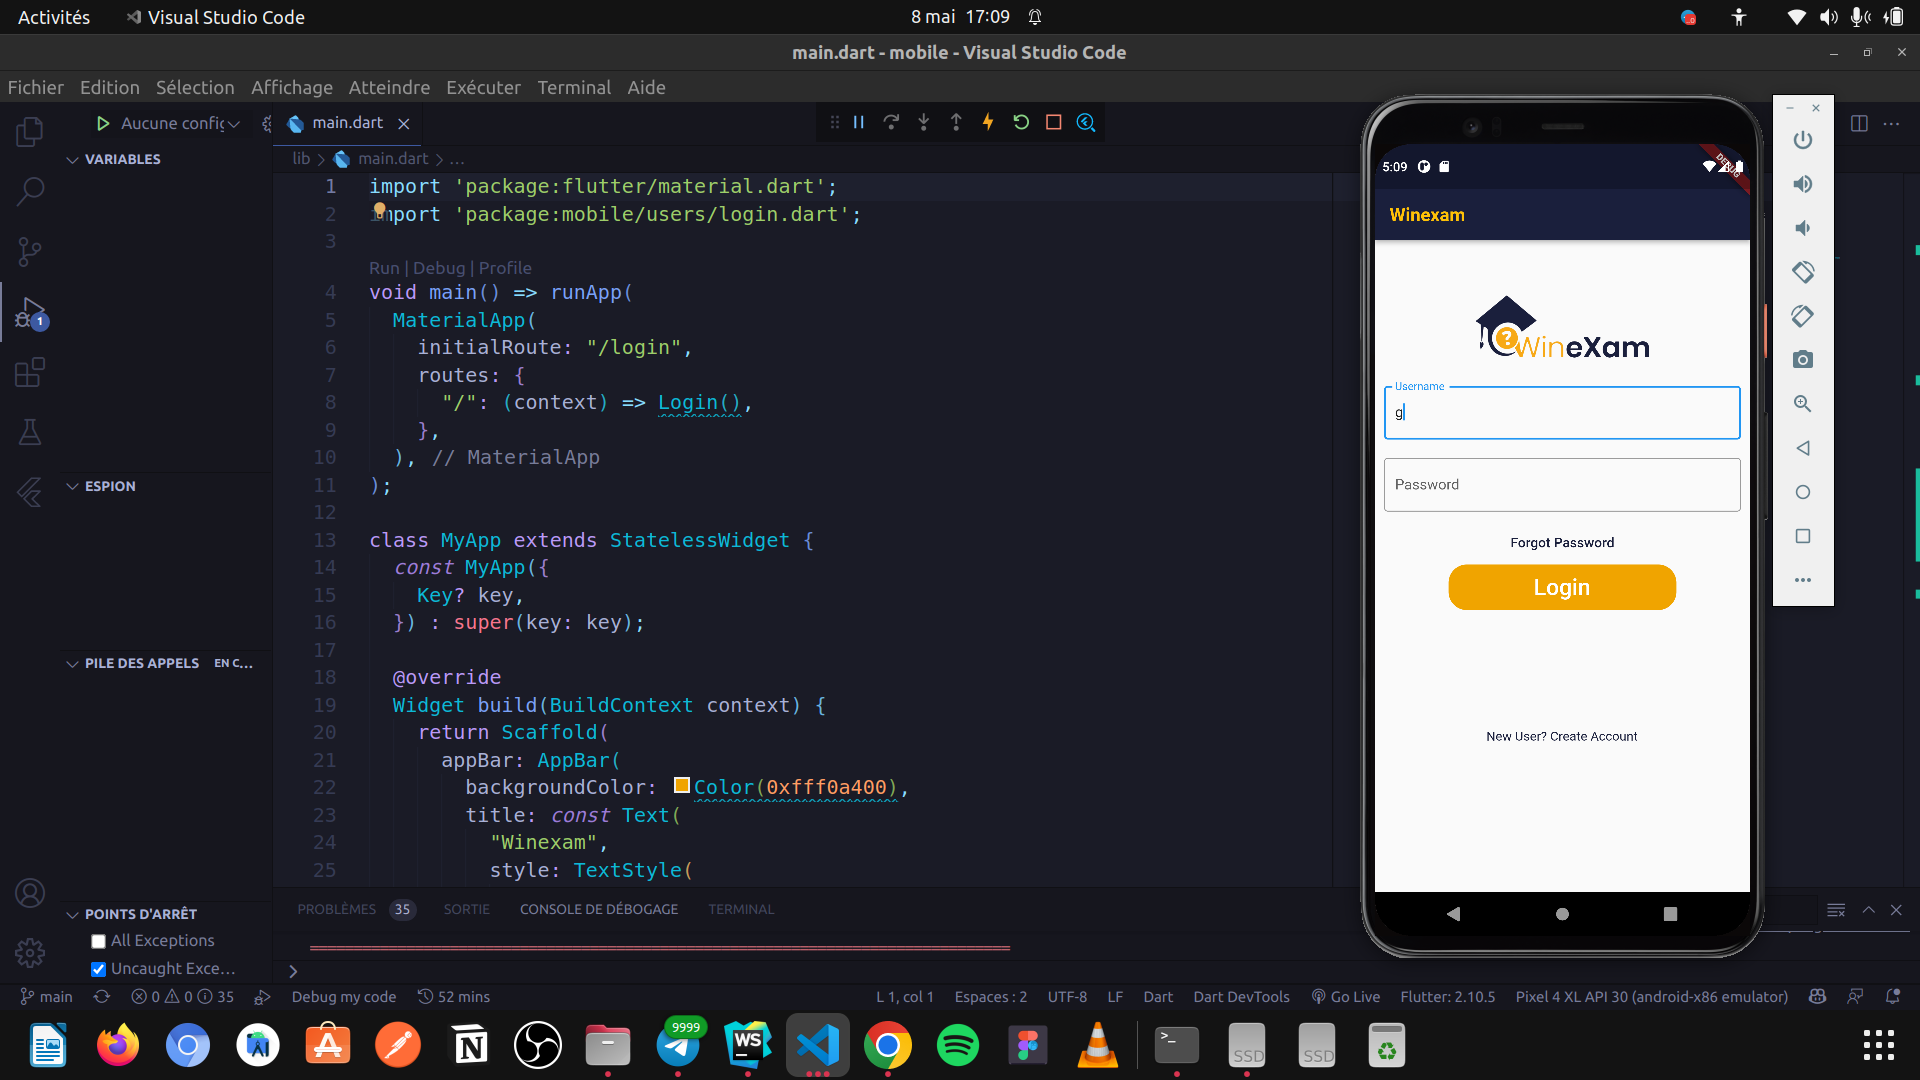 Activités
Visual Studio Code
8 mai 17:09
main.dart - mobile - Visual Studio Code
Fichier Edition Sélection Affichage Atteindre Exécuter Terminal Aide
Aucune config
main.dart
VARIABLES
lib > main.dart > ...
1 import 'package:flutter/material.dart';
2 import 'package:mobile/users/login.dart';
3
Run | Debug | Profile
4 void main() => runApp(
5 MaterialApp(
6 initialRoute: "/login",
7 routes: {
8 "/": (context) => Login(),
9 },
10 ), // MaterialApp
11 );
12
13 class MyApp extends StatelessWidget {
14 const MyApp({
15 Key? key,
16 }) : super(key: key);
17
18 @override
19 Widget build(BuildContext context) {
20 return Scaffold(
21 appBar: AppBar(
22 backgroundColor: Color(0xfff0a400),
23 title: const Text(
24 "Winexam",
25 style: TextStyle(
ESPION
PILE DES APPELS EN C...
POINTS D'ARRÊT
All Exceptions
Uncaught Exce...
1
PROBLÈMES 35 SORTIE CONSOLE DE DÉBOGAGE TERMINAL
5:09
DEBUG
Winexam
WineXam
Username
g
Password
Forgot Password
Login
New User? Create Account
main 0 0 35 Debug my code 52 mins L 1, col 1 Espaces : 2 UTF-8 LF Dart Dart DevTools Go Live Flutter: 2.10.5 Pixel 4 XL API 30 (android-x86 emulator)
9999
WS
SSD
SSD